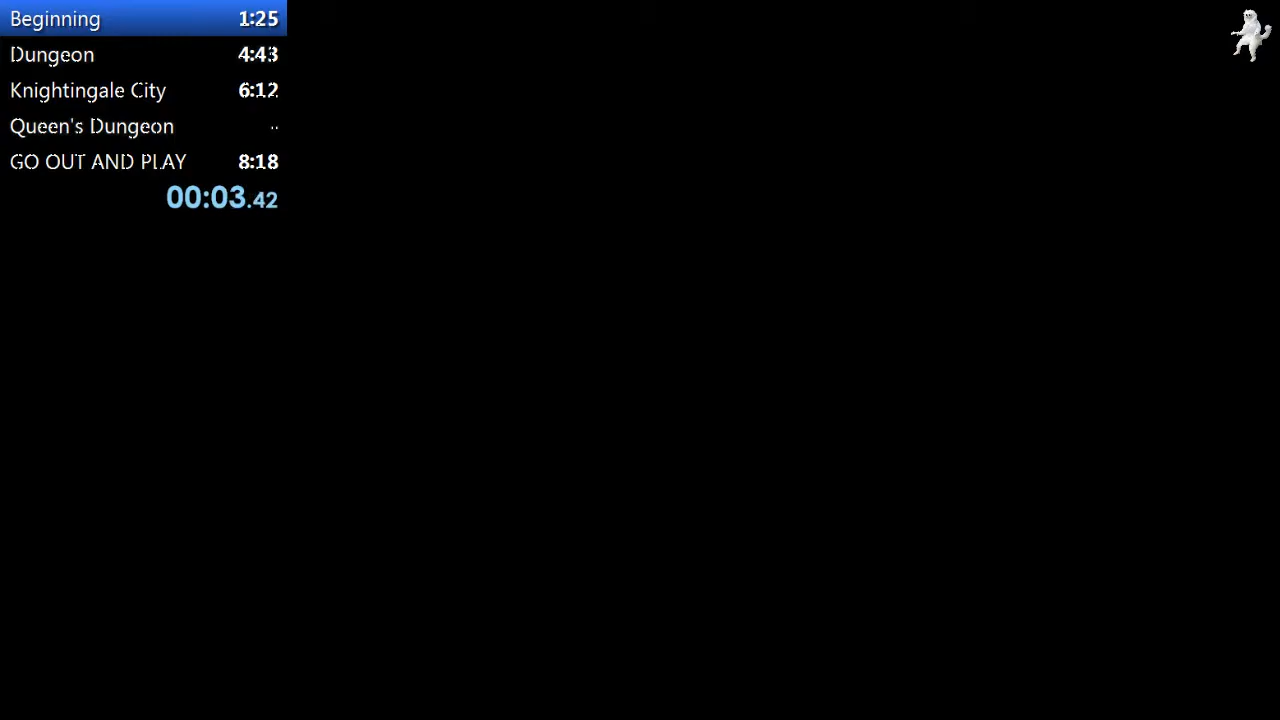 Beginning 1:25
Dungeon 4:43
Knightingale City 6:12
Queen's Dungeon --
GO OUT AND PLAY 8:18
00:03.42